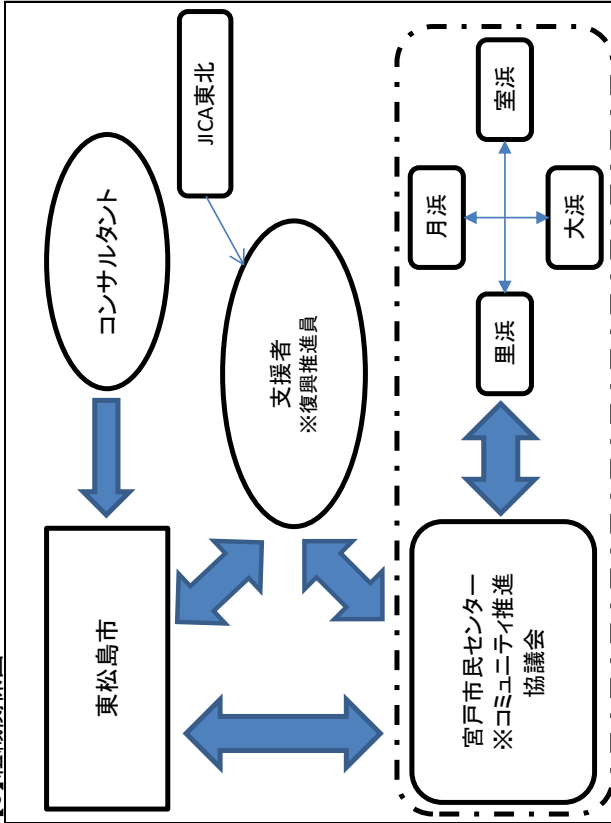 東松島市
コンサルタント
支援者
※復興推進員
JICA東北
宮戸市民センター
※コミュニティ推進
協議会
里浜
月浜
大浜
室浜